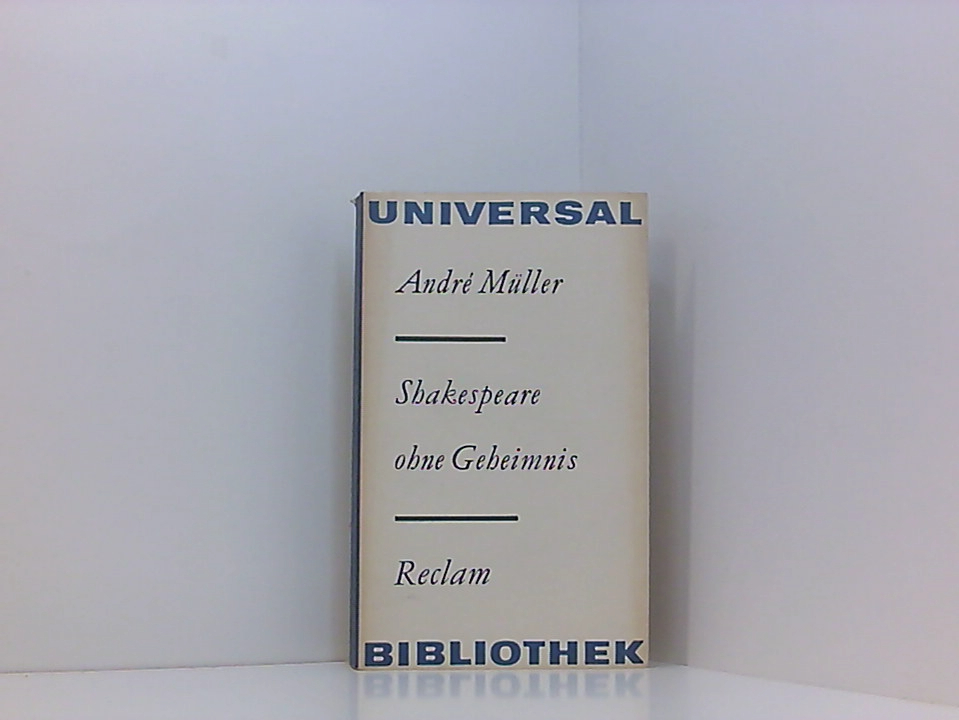 UNIVERSAL
André Müller
Shakespeare
ohne Geheimnis
Reclam
BIBLIOTHEK